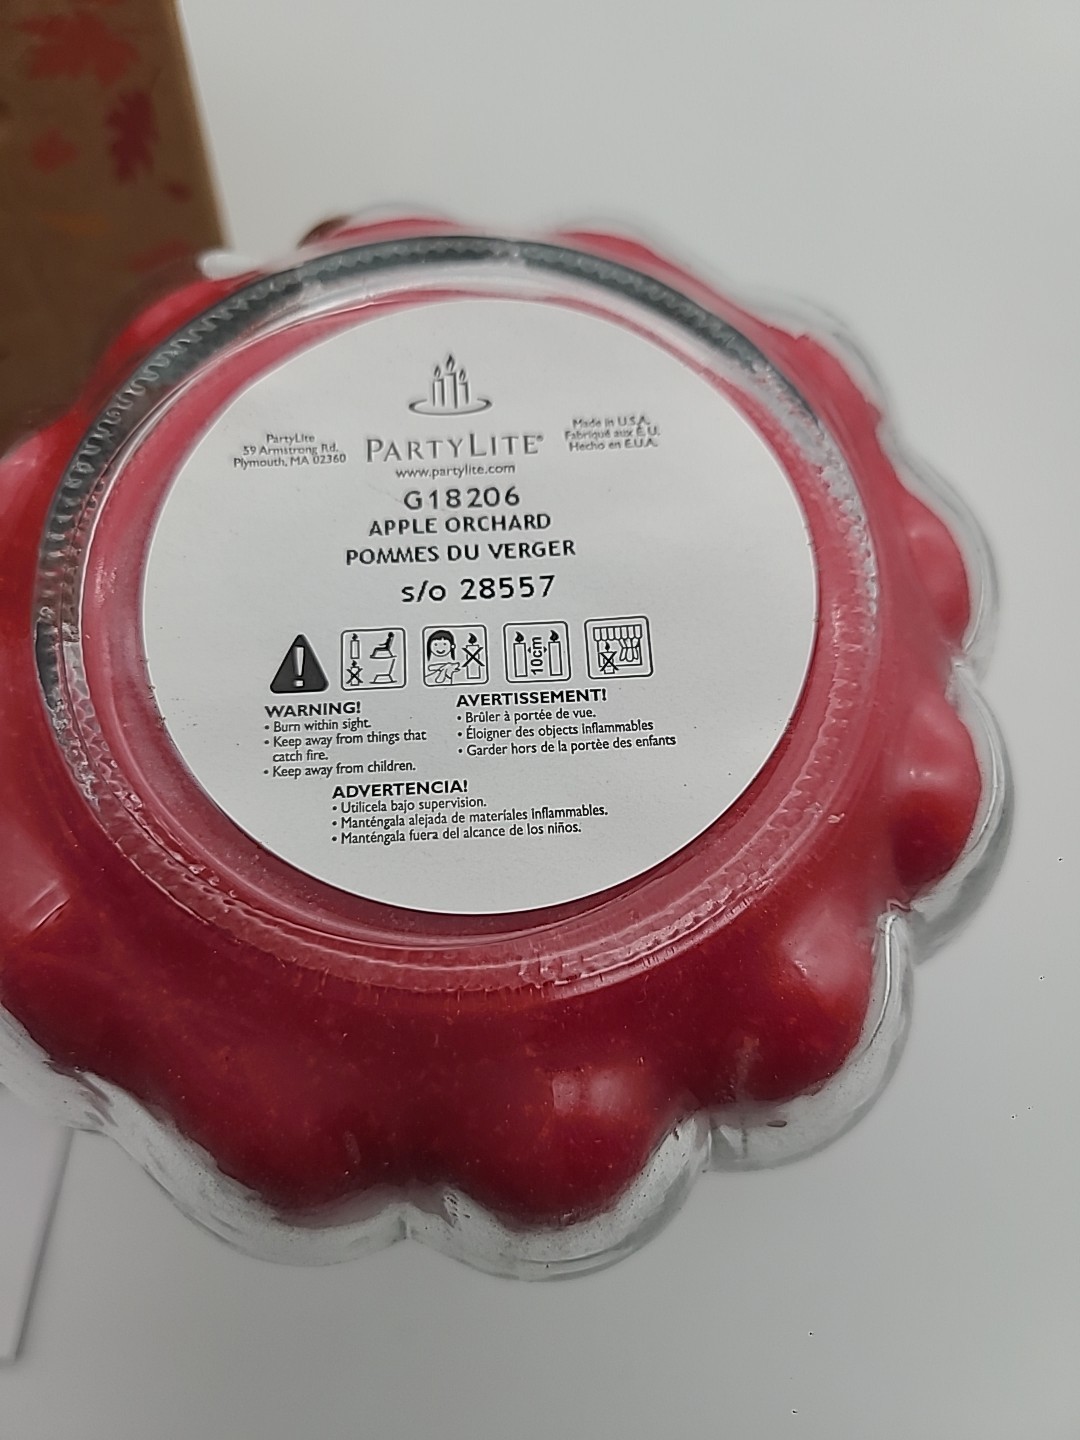 PartyLite
59 Armstrong Rd.
Plymouth, MA 02360
PARTYLITE®
www.partylite.com
Made in U.S.A.
Fabriqué aux É.U.
Hecho en E.U.A.
G18206
APPLE ORCHARD
POMMES DU VERGER
s/o 28557
10cm
WARNING!
• Burn within sight.
• Keep away from things that
catch fire.
• Keep away from children.
AVERTISSEMENT!
• Brûler à portée de vue.
• Éloigner des objects inflammables
• Garder hors de la portèe des enfants
ADVERTENCIA!
• Utilicela bajo supervision.
• Manténgala alejada de materíales inflammables.
• Manténgala fuera del alcance de los niños.